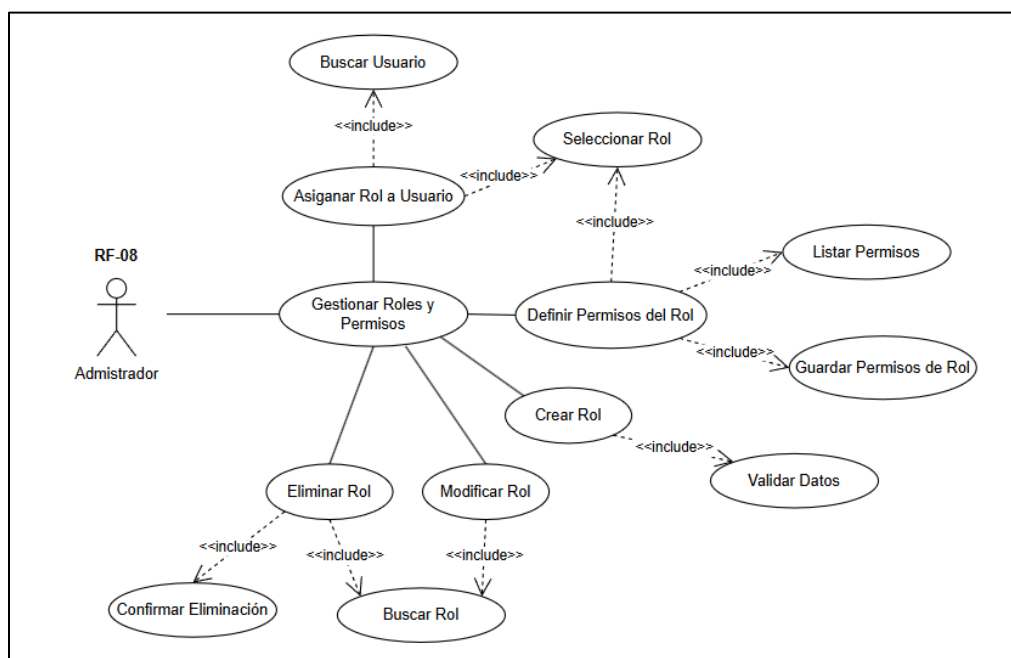 Buscar Usuario
<<include>>
Seleccionar Rol
<<include>>
Asiganar Rol a Usuario
<<include>>
RF-08
Listar Permisos
<<include>>
Gestionar Roles y
Permisos
Definir Permisos del Rol
<<include>>
Guardar Permisos de Rol
Admistrador
Crear Rol
<<include>>
Validar Datos
Eliminar Rol
Modificar Rol
<<include>>
<<include>>
<<include>>
Confirmar Eliminación
Buscar Rol